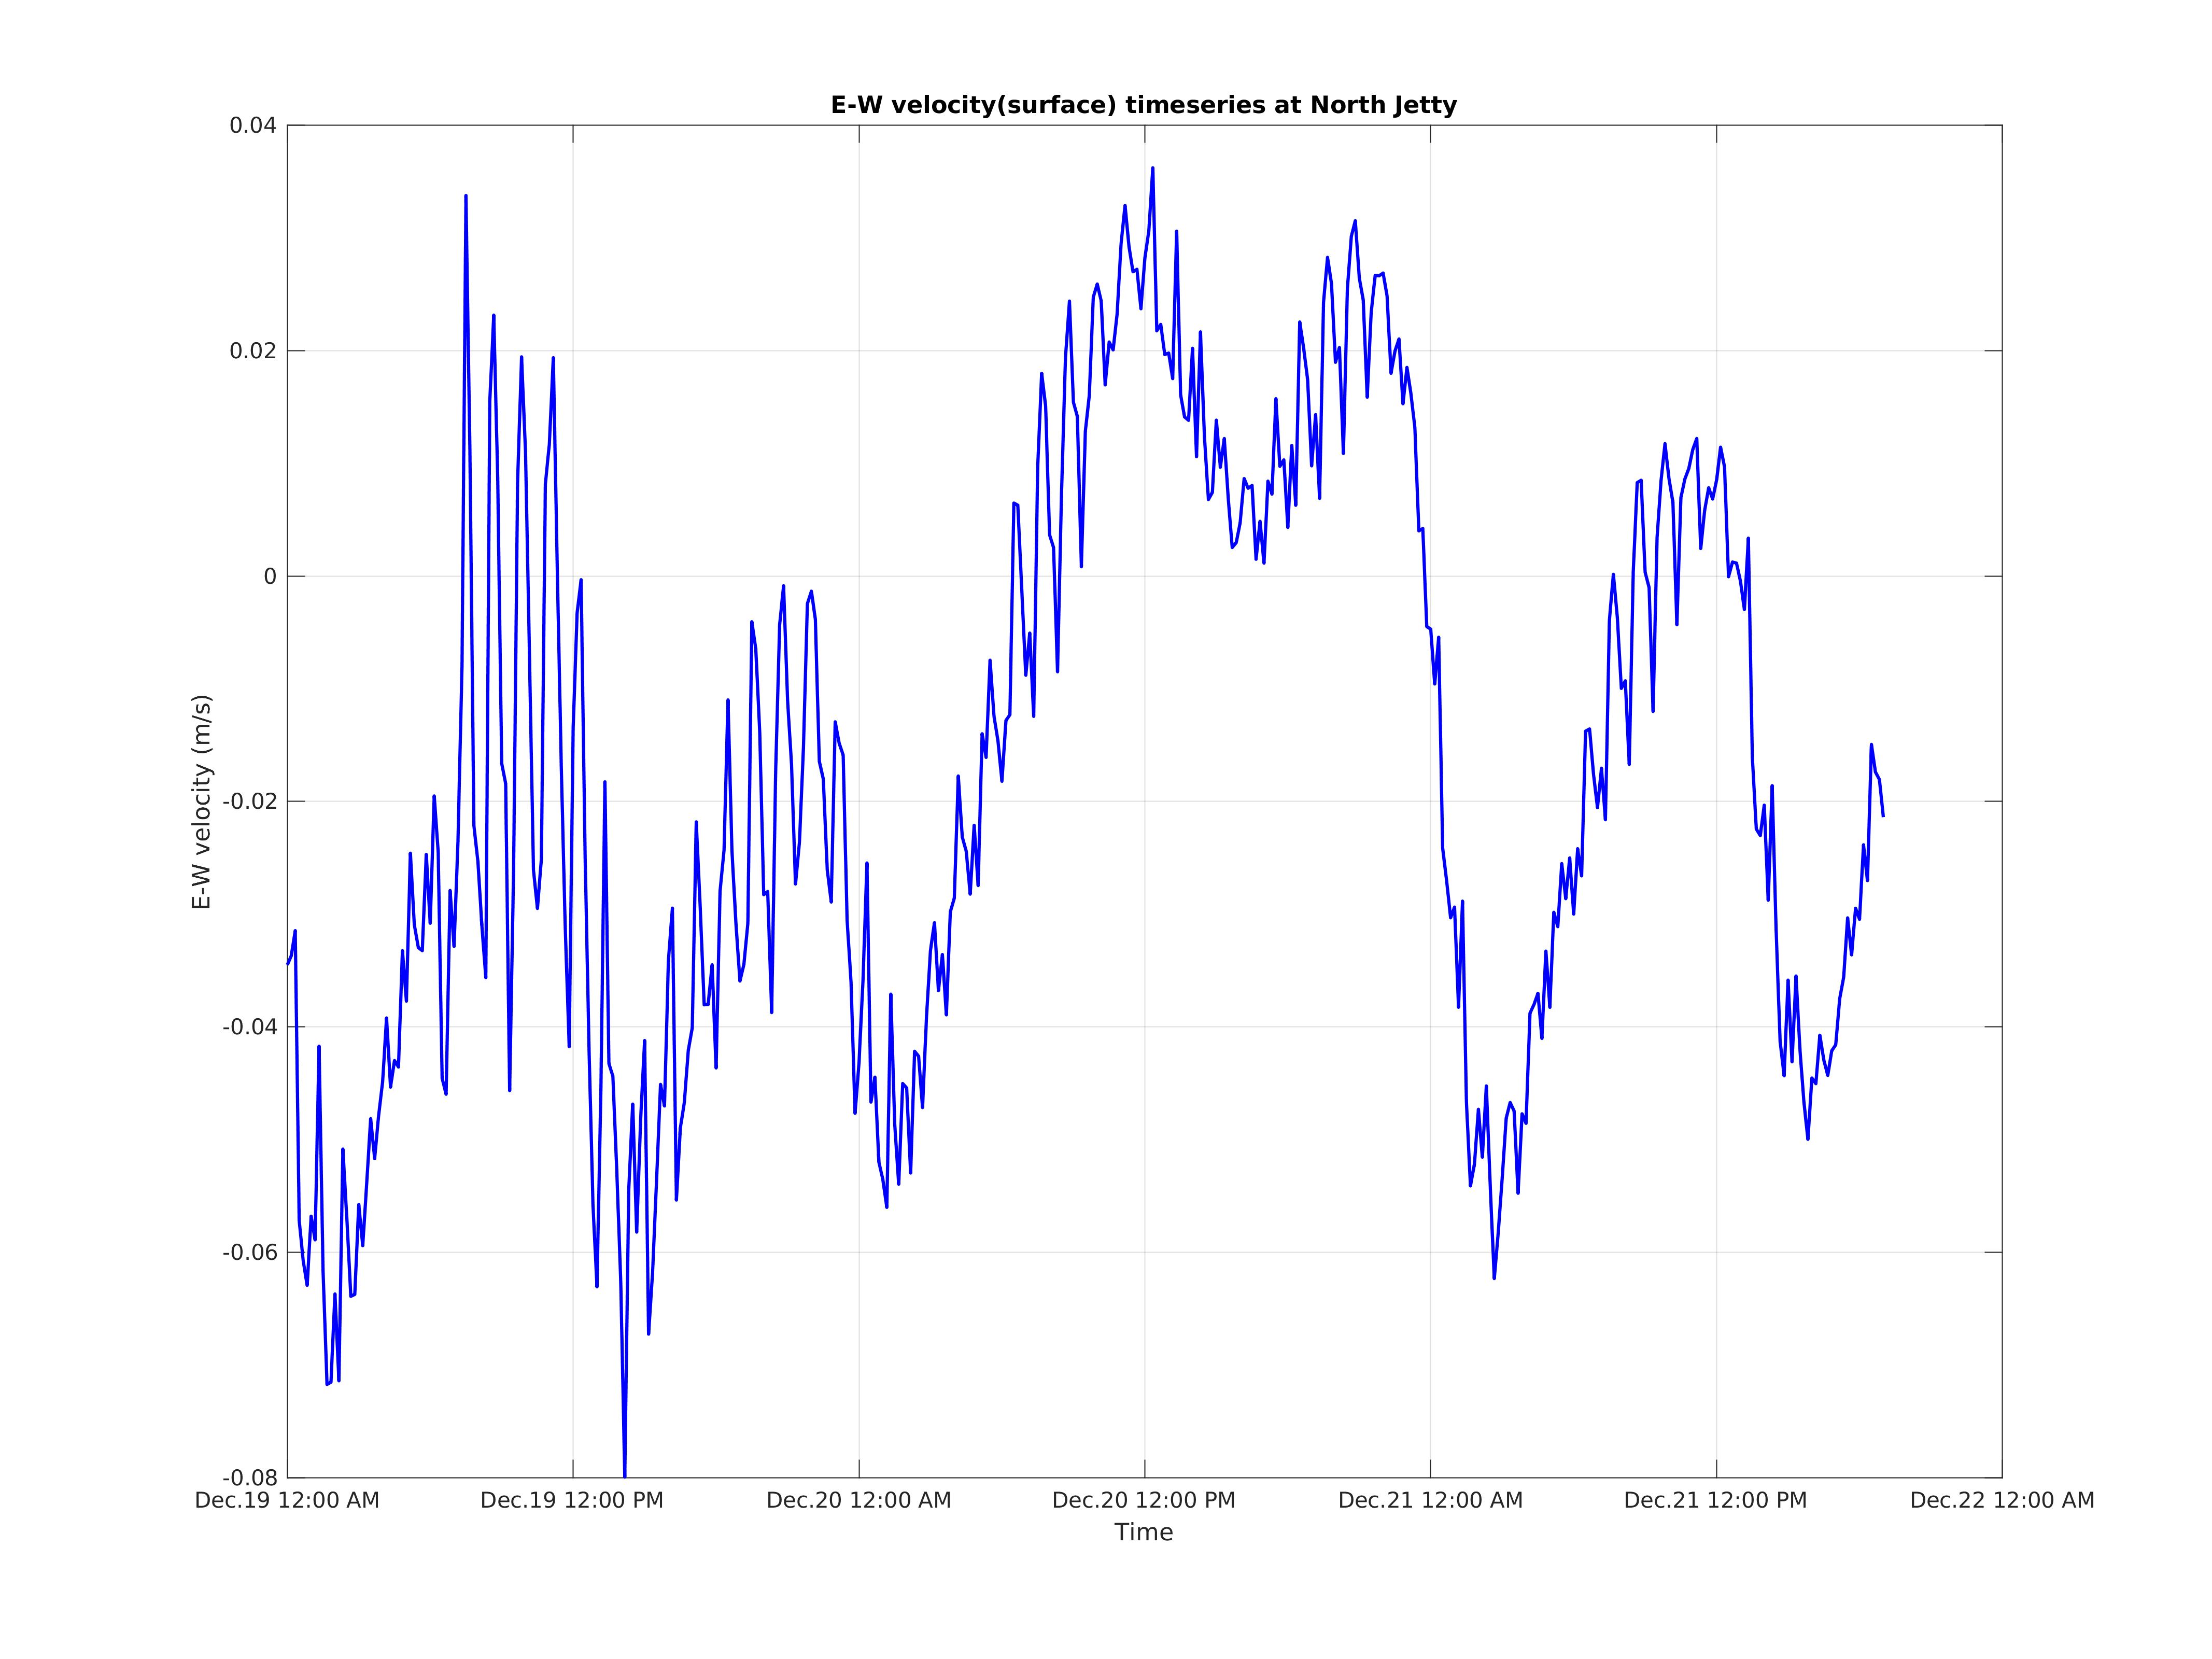 E-W velocity(surface) timeseries at North Jetty
0.04
0.02
0
-0.02
-0.04
-0.06
-0.08
E-W velocity (m/s)
Dec.19 12:00 AM Dec.19 12:00 PM Dec.20 12:00 AM Dec.20 12:00 PM Dec.21 12:00 AM Dec.21 12:00 PM Dec.22 12:00 AM
Time